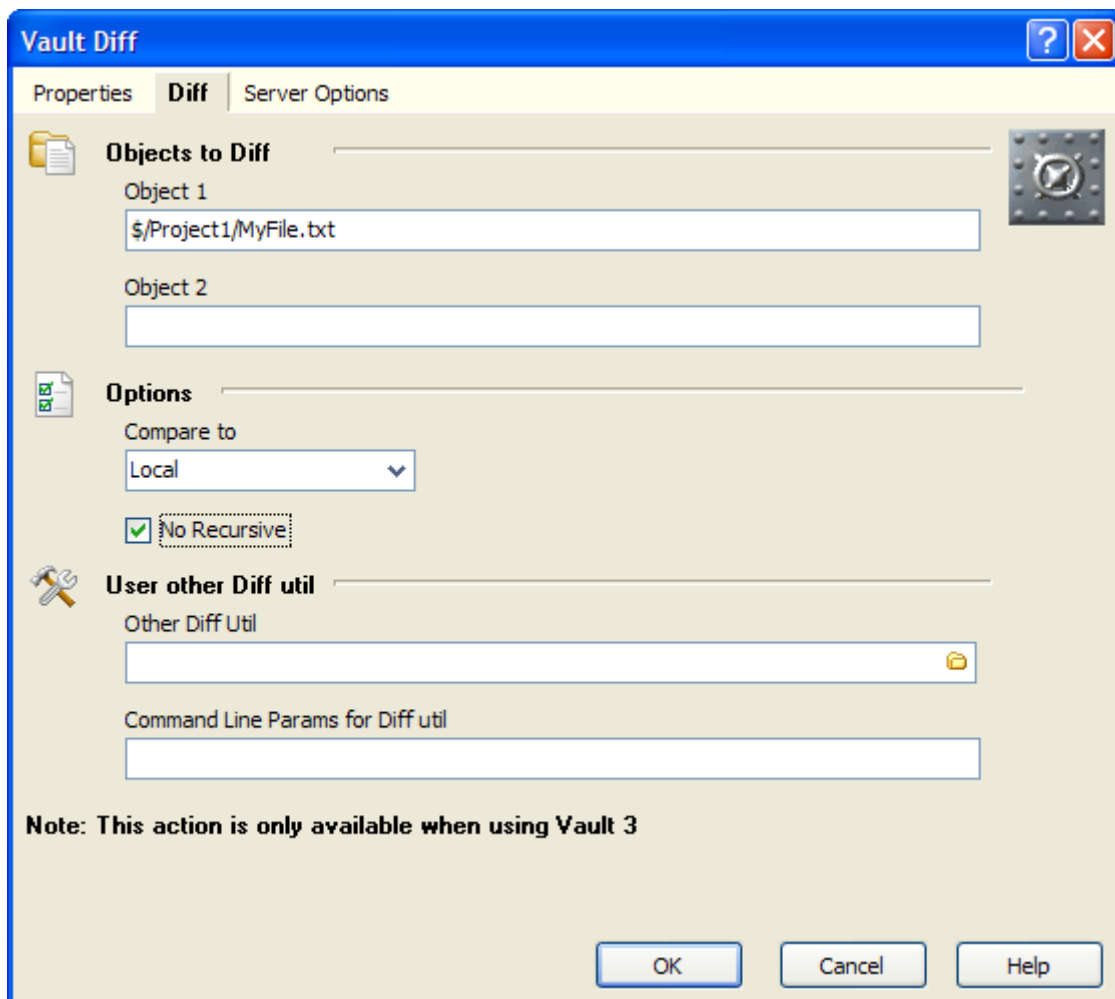 Vault Diff
Properties Diff Server Options
Objects to Diff
Object 1
$/Project1/MyFile.txt
Object 2
Options
Compare to
Local
No Recursive
User other Diff util
Other Diff Util
Command Line Params for Diff util
Note: This action is only available when using Vault 3
OK Cancel Help